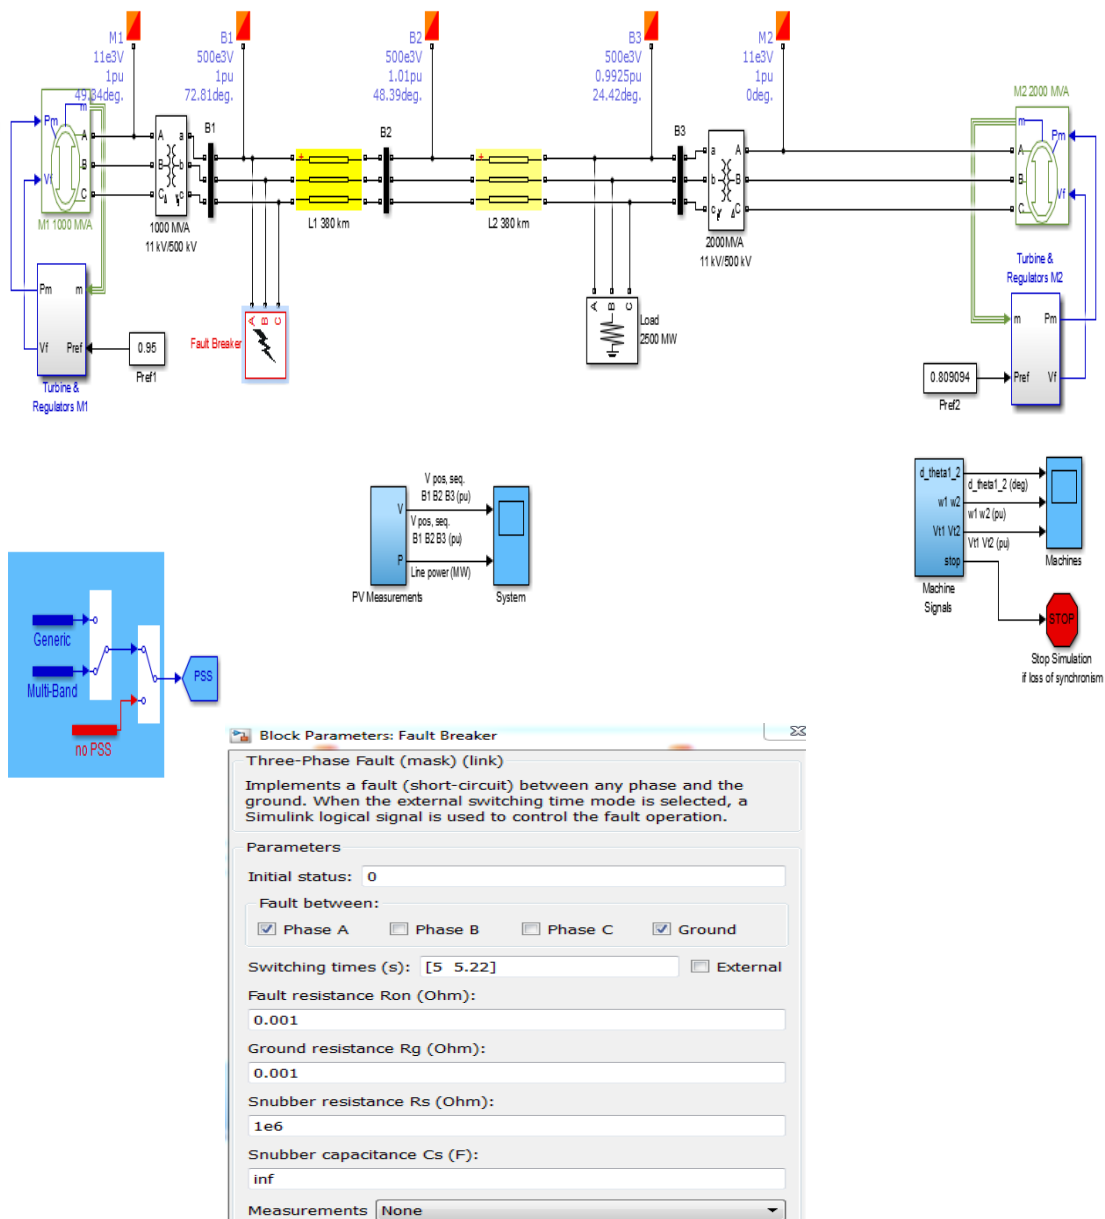 M1
11e3V
1pu
49.34deg.
B1
500e3V
1pu
72.81deg.
B2
500e3V
1.01pu
48.39deg.
B3
500e3V
0.9925pu
24.42deg.
M2
11e3V
1pu
0deg.
M2 2000 MVA
Pm
m
A
B
C
Vf
M1 1000 MVA
A a
B b
C c
1000 MVA
11 kV/500 kV
B1
L1 380 km
B2
L2 380 km
B3
a A
b B
c C
2000MVA
11 kV/500 kV
m
Pm
A
B
Vf
C
Turbine &
Regulators M2
Pm m
Vf Pref
0.95
Pref1
Turbine &
Regulators M1
A B C
Fault Breaker
A B C
Load
2500 MW
m Pm
Pref Vf
0.809094
Pref2
V pos, seq.
B1 B2 B3 (pu)
V
V pos, seq.
B1 B2 B3 (pu)
P
Line power (MW)
PV Measurements
System
d_theta1_2
d_theta1_2 (deg)
w1 w2
w1 w2 (pu)
Vt1 Vt2
Vt1 Vt2 (pu)
stop
Machines
Machine
Signals
STOP
Stop Simulation
if loss of synchronism
Generic
Multi-Band
no PSS
PSS
Block Parameters: Fault Breaker
Three-Phase Fault (mask) (link)
Implements a fault (short-circuit) between any phase and the
ground. When the external switching time mode is selected, a
Simulink logical signal is used to control the fault operation.
Parameters
Initial status: 0
Fault between:
Phase A Phase B Phase C Ground
Switching times (s): [5 5.22] External
Fault resistance Ron (Ohm):
0.001
Ground resistance Rg (Ohm):
0.001
Snubber resistance Rs (Ohm):
1e6
Snubber capacitance Cs (F):
inf
Measurements None